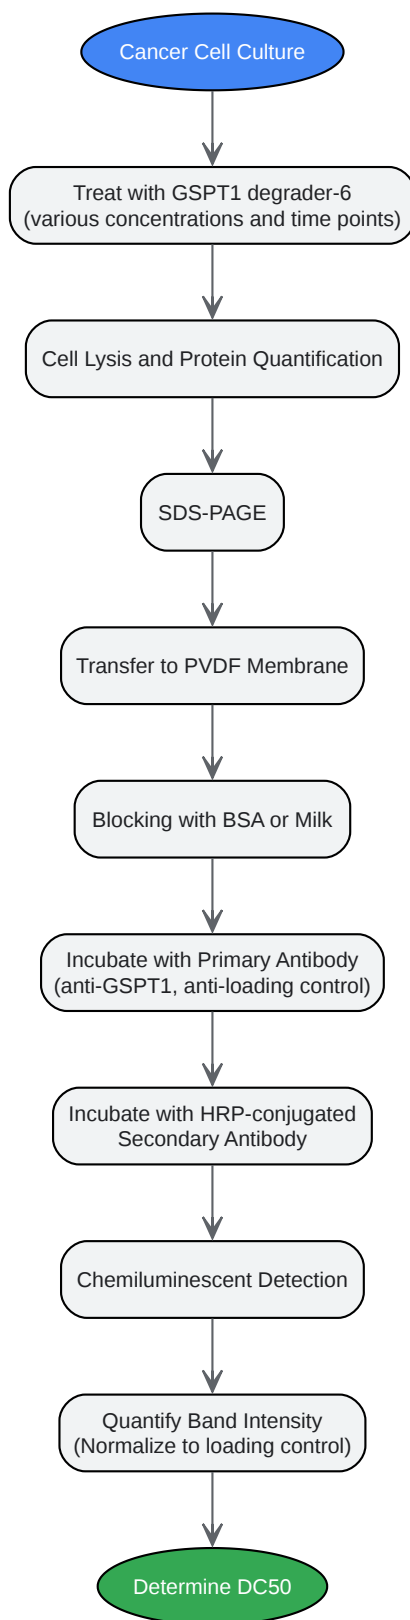 Cancer Cell Culture
Treat with GSPT1 degrader-6
(various concentrations and time points)
Cell Lysis and Protein Quantification
SDS-PAGE
Transfer to PVDF Membrane
Blocking with BSA or Milk
Incubate with Primary Antibody
(anti-GSPT1, anti-loading control)
Incubate with HRP-conjugated
Secondary Antibody
Chemiluminescent Detection
Quantify Band Intensity
(Normalize to loading control)
Determine DC50